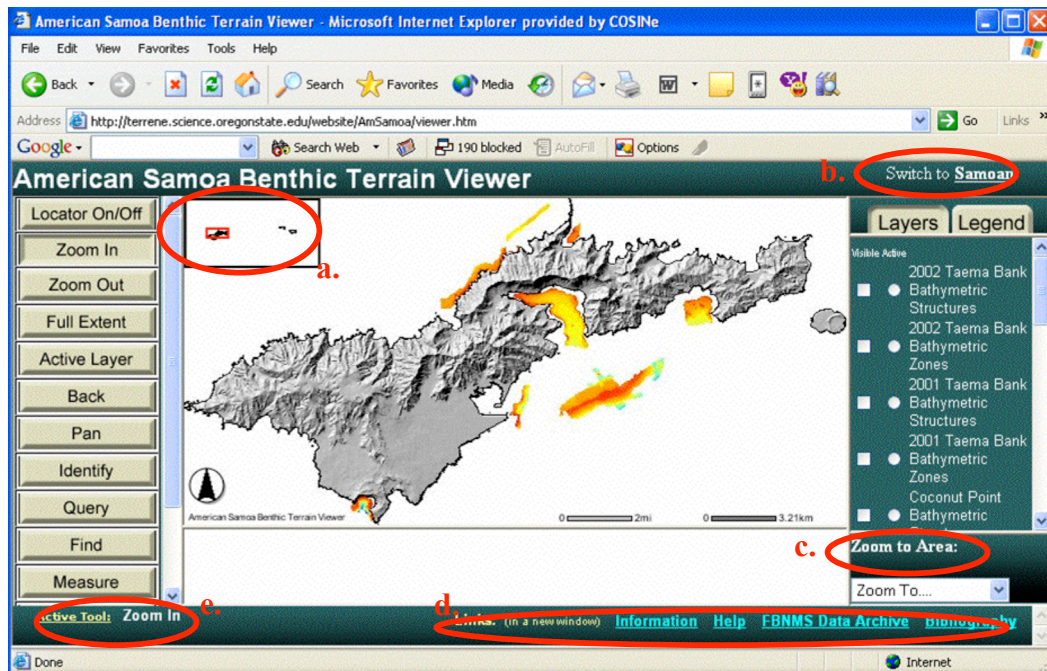 American Samoa Benthic Terrain Viewer - Microsoft Internet Explorer provided by COSINe
File Edit View Favorites Tools Help
Back Search Favorites Media
Address http://terrene.science.oregonstate.edu/website/AmSamoa/viewer.htm Go Links »
Google Search Web 190 blocked AutoFill Options
American Samoa Benthic Terrain Viewer
b. Switch to Samoan
Locator On/Off
Zoom In
Zoom Out
Full Extent
Active Layer
Back
Pan
Identify
Query
Find
Measure
a.
American Samoa Benthic Terrain Viewer
0 2mi 0 3.21km
Layers Legend
Visible Active
2002 Taema Bank
Bathymetric
Structures
2002 Taema Bank
Bathymetric
Zones
2001 Taema Bank
Bathymetric
Structures
2001 Taema Bank
Bathymetric
Zones
Coconut Point
Bathymetric
c. Zoom to Area:
Zoom To....
e. Active Tool: Zoom In
d. Links: (in a new window) Information Help FBNMS Data Archive Bibliography
Done Internet